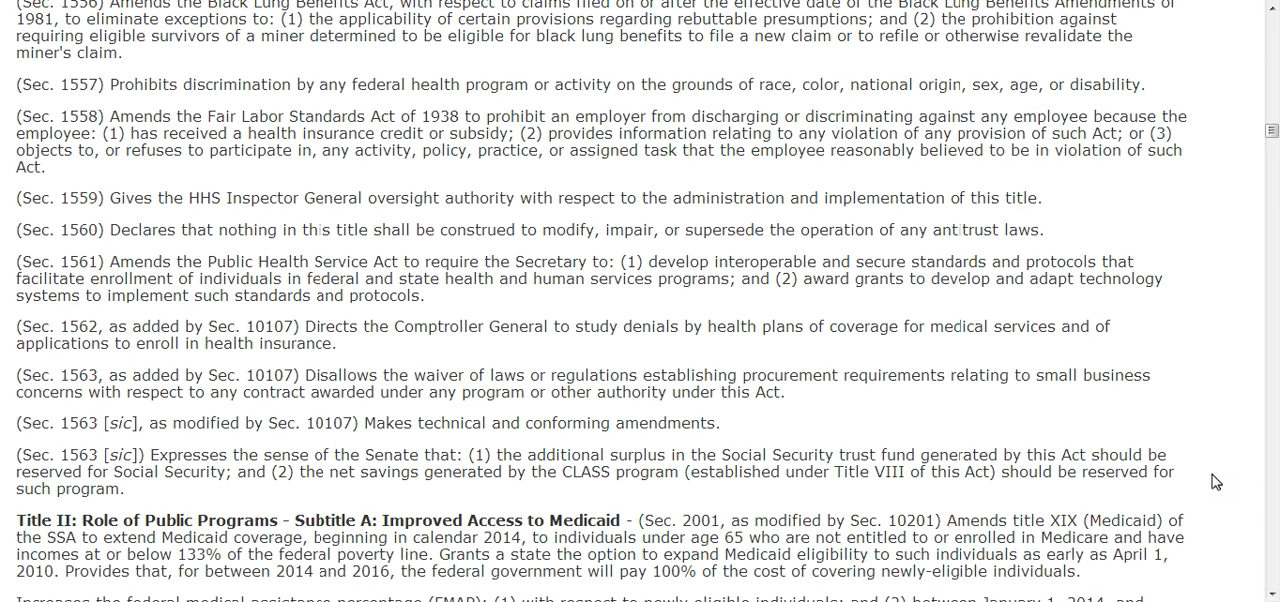 (Sec. 1556) Amends the Black Lung Benefits Act, with respect to claims filed on or after the effective date of the Black Lung Benefits Amendments of
1981, to eliminate exceptions to: (1) the applicability of certain provisions regarding rebuttable presumptions; and (2) the prohibition against
requiring eligible survivors of a miner determined to be eligible for black lung benefits to file a new claim or to refile or otherwise revalidate the
miner's claim.
(Sec. 1557) Prohibits discrimination by any federal health program or activity on the grounds of race, color, national origin, sex, age, or disability.
(Sec. 1558) Amends the Fair Labor Standards Act of 1938 to prohibit an employer from discharging or discriminating against any employee because the
employee: (1) has received a health insurance credit or subsidy; (2) provides information relating to any violation of any provision of such Act; or (3)
objects to, or refuses to participate in, any activity, policy, practice, or assigned task that the employee reasonably believed to be in violation of such
Act.
(Sec. 1559) Gives the HHS Inspector General oversight authority with respect to the administration and implementation of this title.
(Sec. 1560) Declares that nothing in this title shall be construed to modify, impair, or supersede the operation of any antitrust laws.
(Sec. 1561) Amends the Public Health Service Act to require the Secretary to: (1) develop interoperable and secure standards and protocols that
facilitate enrollment of individuals in federal and state health and human services programs; and (2) award grants to develop and adapt technology
systems to implement such standards and protocols.
(Sec. 1562, as added by Sec. 10107) Directs the Comptroller General to study denials by health plans of coverage for medical services and of
applications to enroll in health insurance.
(Sec. 1563, as added by Sec. 10107) Disallows the waiver of laws or regulations establishing procurement requirements relating to small business
concerns with respect to any contract awarded under any program or other authority under this Act.
(Sec. 1563 [sic], as modified by Sec. 10107) Makes technical and conforming amendments.
(Sec. 1563 [sic]) Expresses the sense of the Senate that: (1) the additional surplus in the Social Security trust fund generated by this Act should be
reserved for Social Security; and (2) the net savings generated by the CLASS program (established under Title VIII of this Act) should be reserved for
such program.
Title II: Role of Public Programs - Subtitle A: Improved Access to Medicaid - (Sec. 2001, as modified by Sec. 10201) Amends title XIX (Medicaid) of
the SSA to extend Medicaid coverage, beginning in calendar 2014, to individuals under age 65 who are not entitled to or enrolled in Medicare and have
incomes at or below 133% of the federal poverty line. Grants a state the option to expand Medicaid eligibility to such individuals as early as April 1,
2010. Provides that, for between 2014 and 2016, the federal government will pay 100% of the cost of covering newly-eligible individuals.
Increases the federal medical assistance percentage (FMAP): (1) with respect to newly eligible individuals; and (2) between January 1, 2014, and